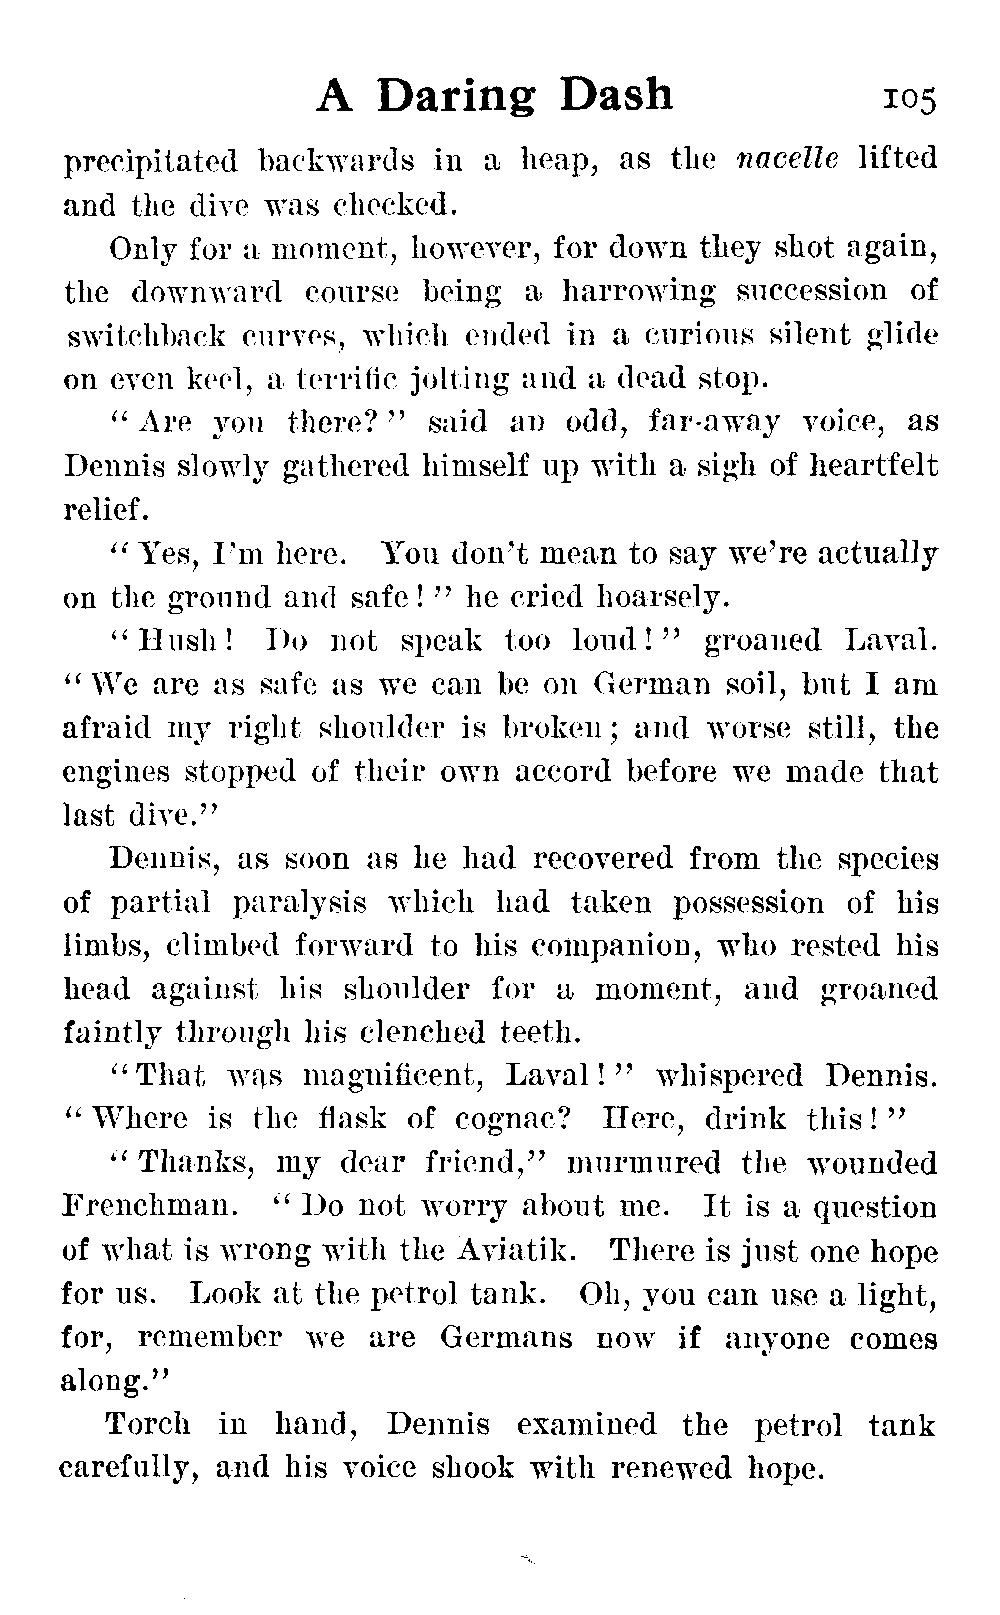 A Daring Dash 105
precipitated backwards in a heap, as the nacelle lifted
and the dive was checked.
Only for a moment, however, for down they shot again,
the downward course being a harrowing succession of
switchback curves, which ended in a curious silent glide
on even keel, a terrific jolting and a dead stop.
“ Are you there? ” said an odd, far-away voice, as
Dennis slowly gathered himself up with a sigh of heartfelt
relief.
“ Yes, I’m here. You don’t mean to say we’re actually
on the ground and safe! ” he cried hoarsely.
“ Hush! Do not speak too loud! ” groaned Laval.
“ We are as safe as we can be on German soil, but I am
afraid my right shoulder is broken; and worse still, the
engines stopped of their own accord before we made that
last dive.”
Dennis, as soon as he had recovered from the species
of partial paralysis which had taken possession of his
limbs, climbed forward to his companion, who rested his
head against his shoulder for a moment, and groaned
faintly through his clenched teeth.
“ That was magnificent, Laval! ” whispered Dennis.
“ Where is the flask of cognac? Here, drink this! ”
“ Thanks, my dear friend,” murmured the wounded
Frenchman. “ Do not worry about me. It is a question
of what is wrong with the Aviatik. There is just one hope
for us. Look at the petrol tank. Oh, you can use a light,
for, remember we are Germans now if anyone comes
along.”
Torch in hand, Dennis examined the petrol tank
carefully, and his voice shook with renewed hope.